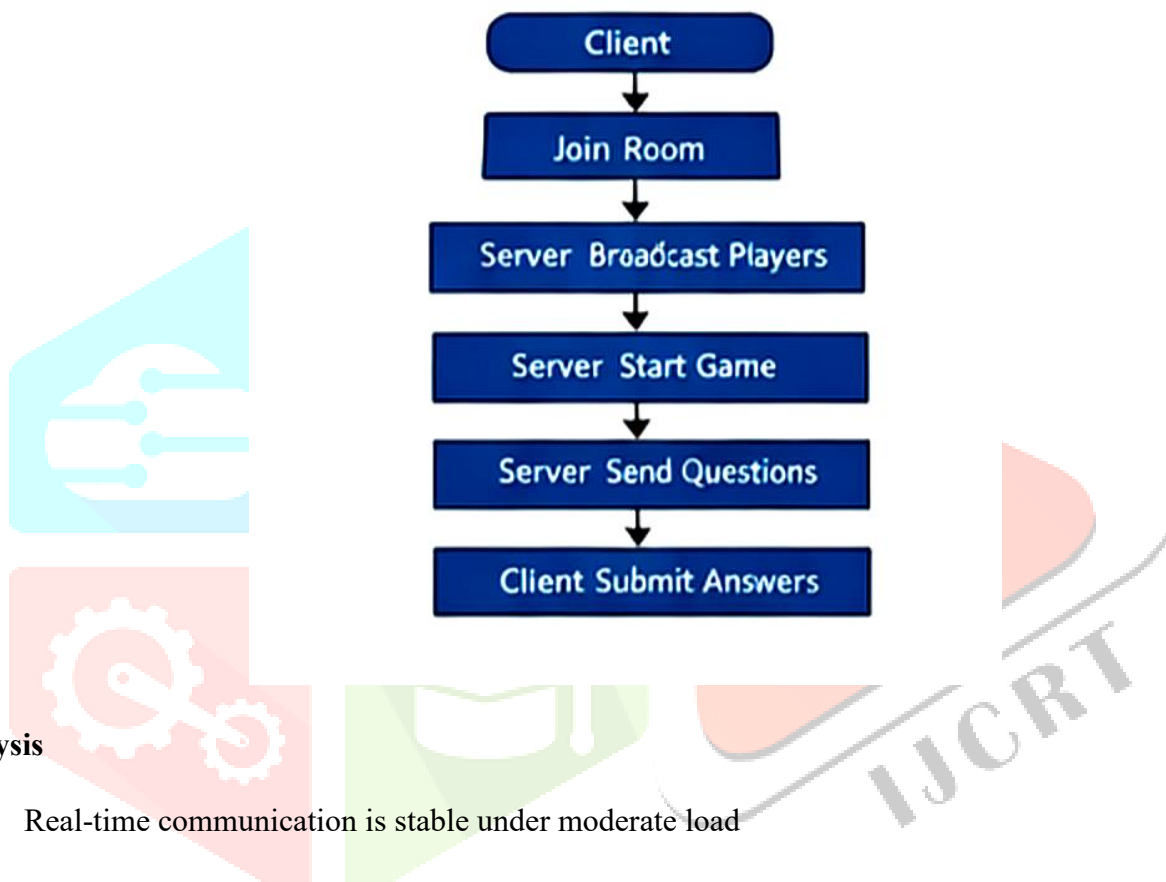 Client
Join Room
Server Broadcast Players
Server Start Game
Server Send Questions
Client Submit Answers
ysis
Real-time communication is stable under moderate load
IJCRT